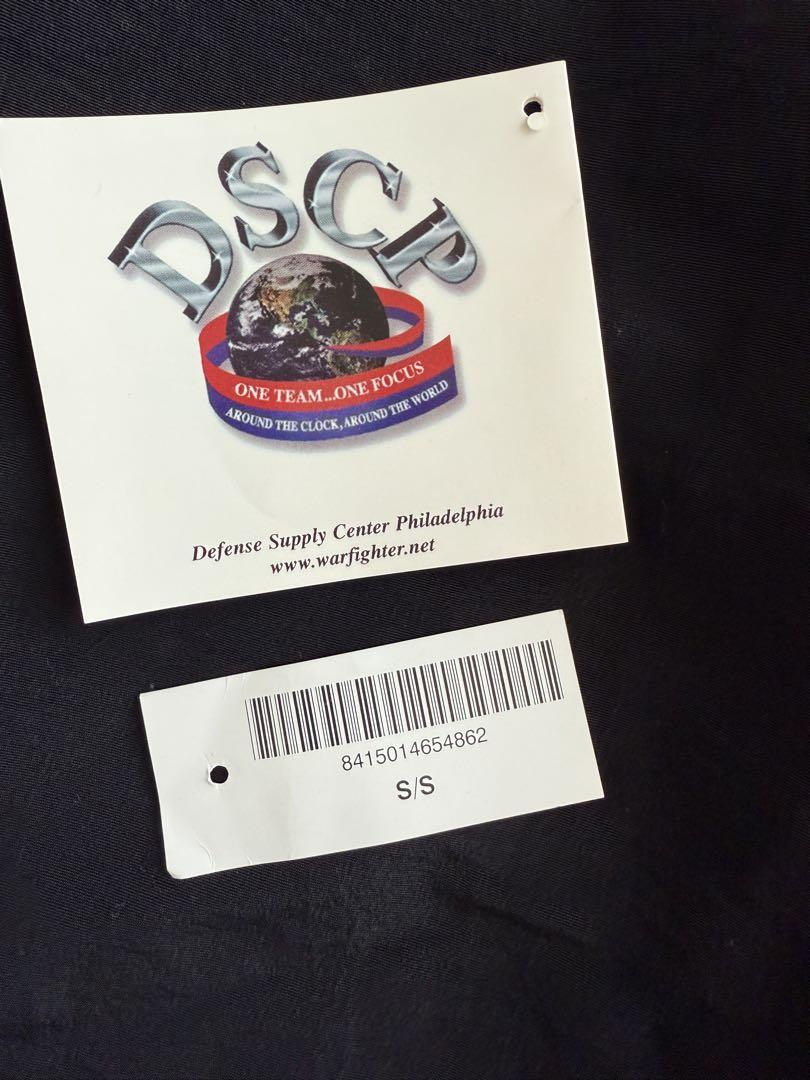 DSCP
ONE TEAM...ONE FOCUS
AROUND THE CLOCK, AROUND THE WORLD
Defense Supply Center Philadelphia
www.warfighter.net
8415014654862
S/S